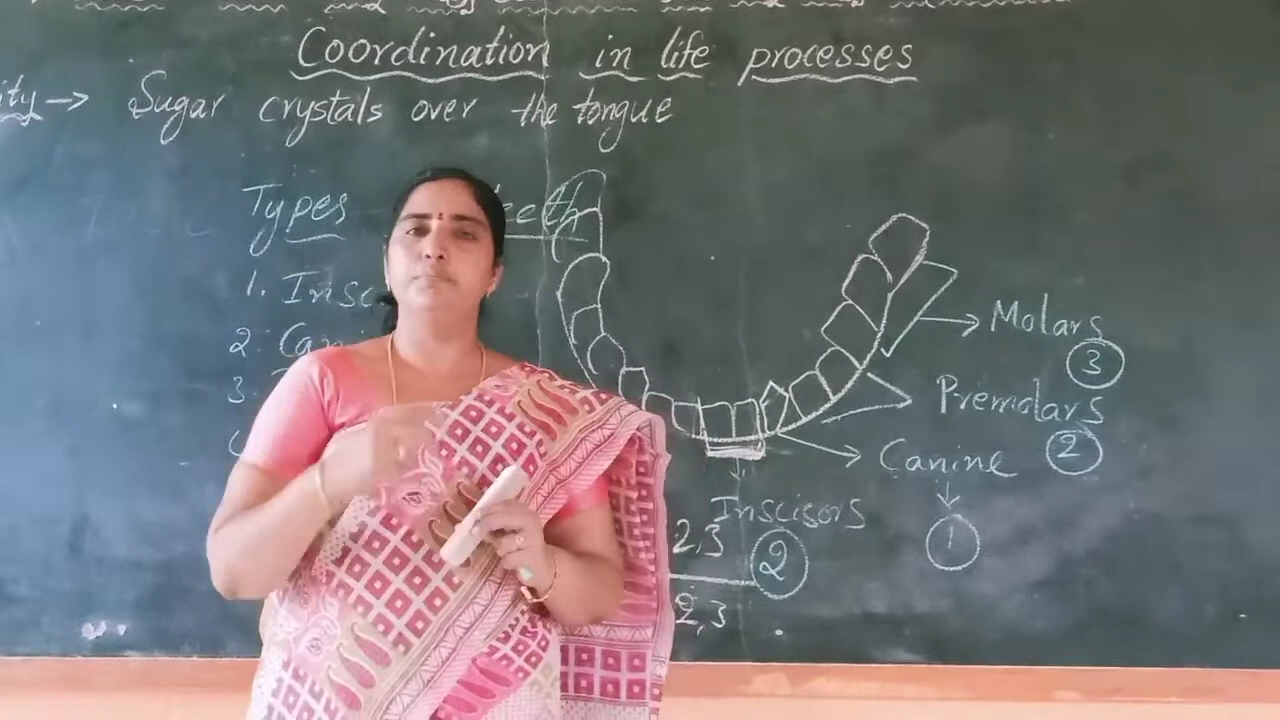 Coordination in life processes
Sugar crystals over the tongue
Types
1. Insc
2. Can
3.
Molars
3
Premolars
2
Canine
1
Inscisors
2
2,3
2,3